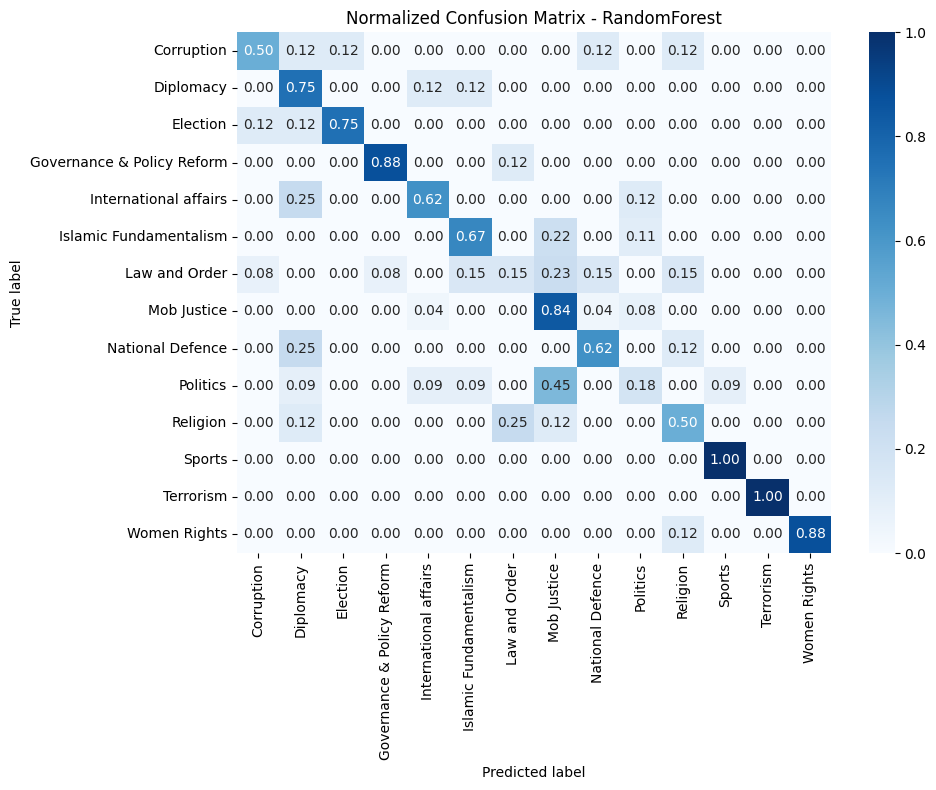 Normalized Confusion Matrix - RandomForest
True label
Corruption 0.50 0.12 0.12 0.00 0.00 0.00 0.00 0.00 0.12 0.00 0.12 0.00 0.00 0.00
Diplomacy 0.00 0.75 0.00 0.00 0.12 0.12 0.00 0.00 0.00 0.00 0.00 0.00 0.00 0.00
Election 0.12 0.12 0.75 0.00 0.00 0.00 0.00 0.00 0.00 0.00 0.00 0.00 0.00 0.00
Governance & Policy Reform 0.00 0.00 0.00 0.88 0.00 0.00 0.12 0.00 0.00 0.00 0.00 0.00 0.00 0.00
International affairs 0.00 0.25 0.00 0.00 0.62 0.00 0.00 0.00 0.00 0.12 0.00 0.00 0.00 0.00
Islamic Fundamentalism 0.00 0.00 0.00 0.00 0.00 0.67 0.00 0.22 0.00 0.11 0.00 0.00 0.00 0.00
Law and Order 0.08 0.00 0.00 0.08 0.00 0.15 0.15 0.23 0.15 0.00 0.15 0.00 0.00 0.00
Mob Justice 0.00 0.00 0.00 0.00 0.04 0.00 0.00 0.84 0.04 0.08 0.00 0.00 0.00 0.00
National Defence 0.00 0.25 0.00 0.00 0.00 0.00 0.00 0.00 0.62 0.00 0.12 0.00 0.00 0.00
Politics 0.00 0.09 0.00 0.00 0.09 0.09 0.00 0.45 0.00 0.18 0.00 0.09 0.00 0.00
Religion 0.00 0.12 0.00 0.00 0.00 0.00 0.25 0.12 0.00 0.00 0.50 0.00 0.00 0.00
Sports 0.00 0.00 0.00 0.00 0.00 0.00 0.00 0.00 0.00 0.00 0.00 1.00 0.00 0.00
Terrorism 0.00 0.00 0.00 0.00 0.00 0.00 0.00 0.00 0.00 0.00 0.00 0.00 1.00 0.00
Women Rights 0.00 0.00 0.00 0.00 0.00 0.00 0.00 0.00 0.00 0.00 0.12 0.00 0.00 0.88
Corruption
Diplomacy
Election
Governance & Policy Reform
International affairs
Islamic Fundamentalism
Law and Order
Mob Justice
National Defence
Politics
Religion
Sports
Terrorism
Women Rights
Predicted label
1.0
0.8
0.6
0.4
0.2
0.0